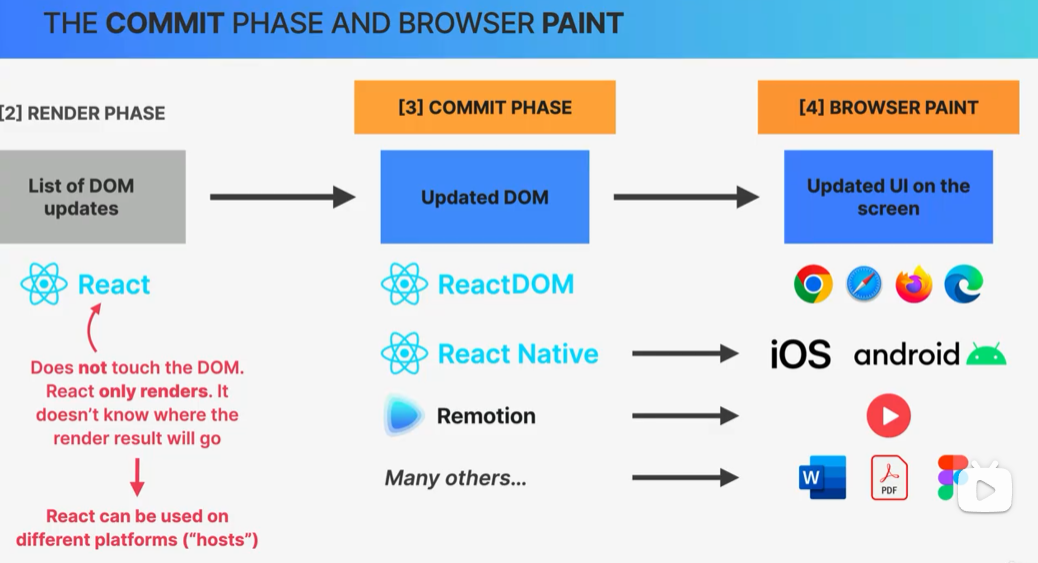 THE COMMIT PHASE AND BROWSER PAINT
[2] RENDER PHASE
[3] COMMIT PHASE
[4] BROWSER PAINT
List of DOM
updates
Updated DOM
Updated UI on the
screen
React
ReactDOM
React Native
iOS android
Does not touch the DOM.
React only renders. It
doesn't know where the
render result will go
Remotion
Many others...
W
PDF
React can be used on
different platforms (“hosts”)